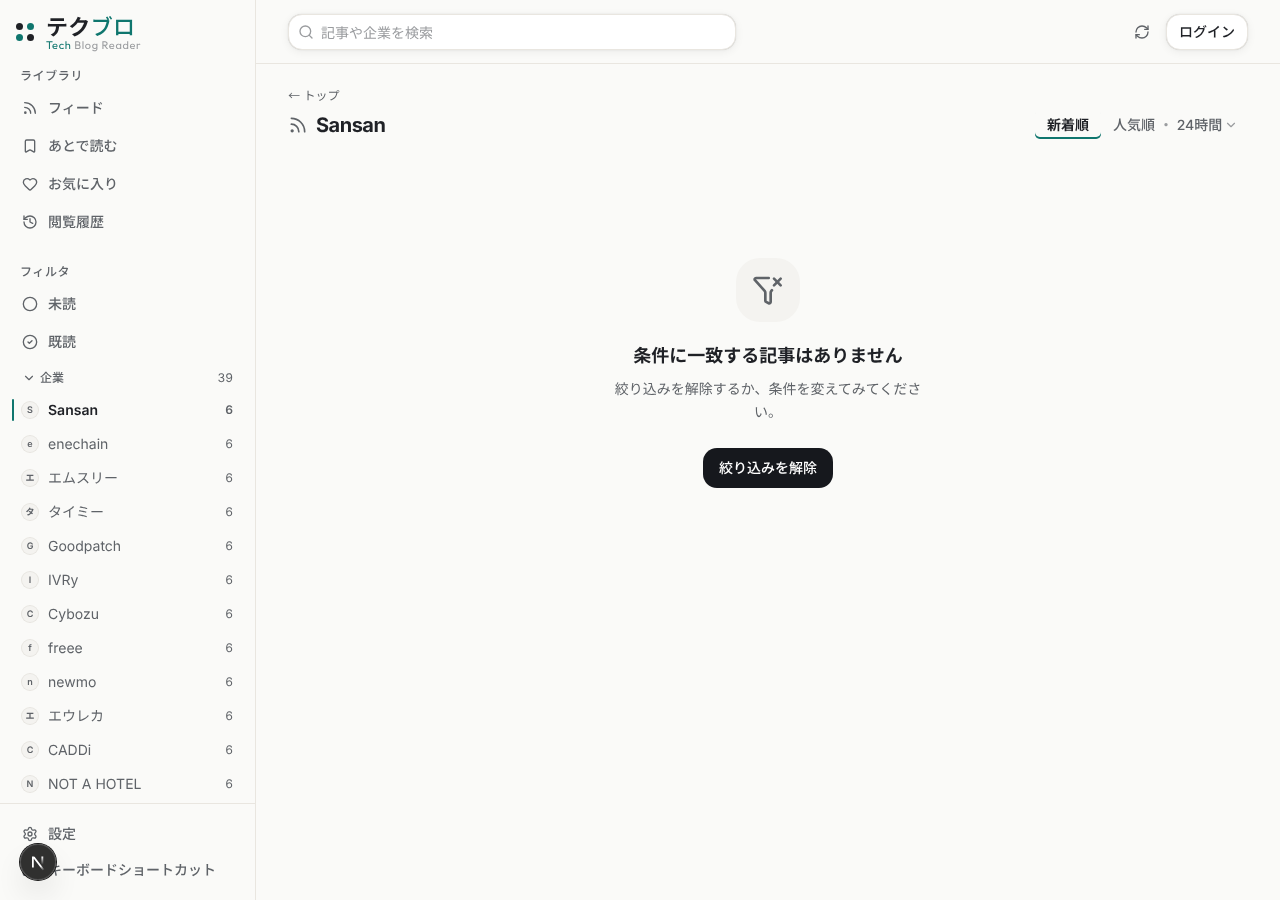 テクブロ
Tech Blog Reader
ライブラリ
フィード
あとで読む
お気に入り
閲覧履歴
フィルタ
未読
既読
企業 39
S Sansan 6
e enechain 6
エ エムスリー 6
タ タイミー 6
G Goodpatch 6
I IVRy 6
C Cybozu 6
f freee 6
n newmo 6
エ エウレカ 6
C CADDi 6
N NOT A HOTEL 6
設定
N
キーボードショートカット
記事や企業を検索
ログイン
← トップ
Sansan
新着順 人気順 ・ 24時間
条件に一致する記事はありません
絞り込みを解除するか、条件を変えてみてくださ
い。
絞り込みを解除